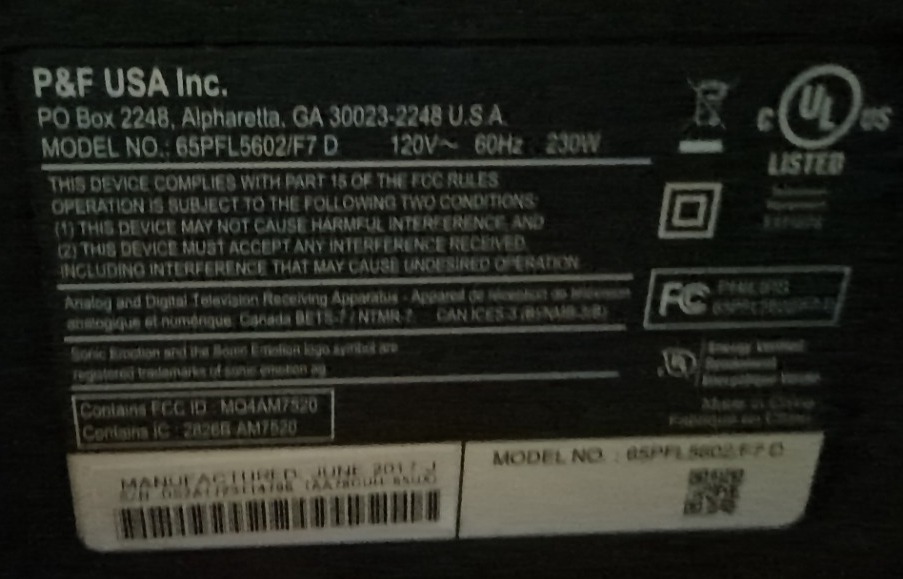 P&F USA Inc.
PO Box 2248, Alpharetta, GA 30023-2248 U.S.A
MODEL NO.: 65PFL5602/F7 D 120V~ 60Hz 230W
THIS DEVICE COMPLIES WITH PART 15 OF THE FCC RULES
OPERATION IS SUBJECT TO THE FOLLOWING TWO CONDITIONS:
(1) THIS DEVICE MAY NOT CAUSE HARMFUL INTERFERENCE, AND
(2) THIS DEVICE MUST ACCEPT ANY INTERFERENCE RECEIVED,
INCLUDING INTERFERENCE THAT MAY CAUSE UNDESIRED OPERATION
Analog and Digital Television Receiving Apparatus - Appareil de réception de télévision
analogique et numérique, Canada BETS-7 / NTMR-7 CAN ICES-3 (B)/NMB-3(B)
Sonic Emotion and the Sonic Emotion logo symbol are
registered trademarks of sonic emotion ag
Contains FCC ID : MO4AM7520
Contains IC : 2826B-AM7520
C UL US
LISTED
FC PHILIPS
UL Energy Verified
Made in China
Fabriqué en Chine
MANUFACTURED: JUNE 2017 J
S/N:
MODEL NO. : 65PFL5602/F7 D